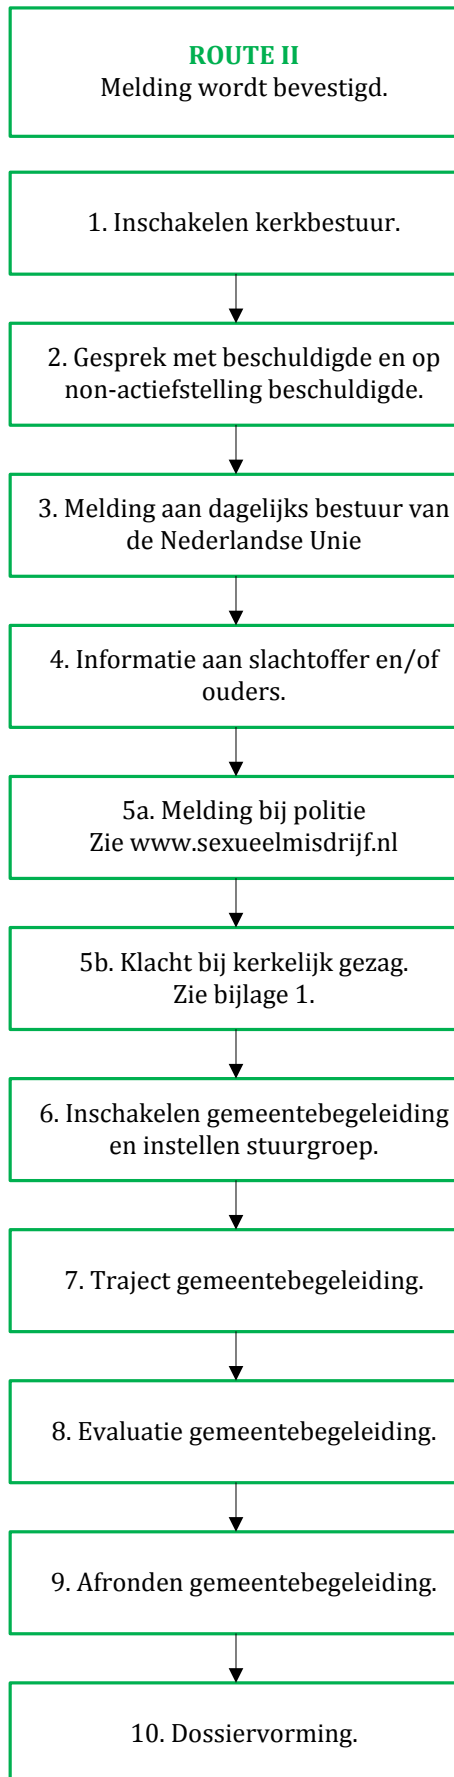 ROUTE II
Melding wordt bevestigd.
1. Inschakelen kerkbestuur.
2. Gesprek met beschuldigde en op
non-actiefstelling beschuldigde.
3. Melding aan dagelijks bestuur van
de Nederlandse Unie
4. Informatie aan slachtoffer en/of
ouders.
5a. Melding bij politie
Zie www.sexueelmisdrijf.nl
5b. Klacht bij kerkelijk gezag.
Zie bijlage 1.
6. Inschakelen gemeentebegeleiding
en instellen stuurgroep.
7. Traject gemeentebegeleiding.
8. Evaluatie gemeentebegeleiding.
9. Afronden gemeentebegeleiding.
10. Dossiervorming.